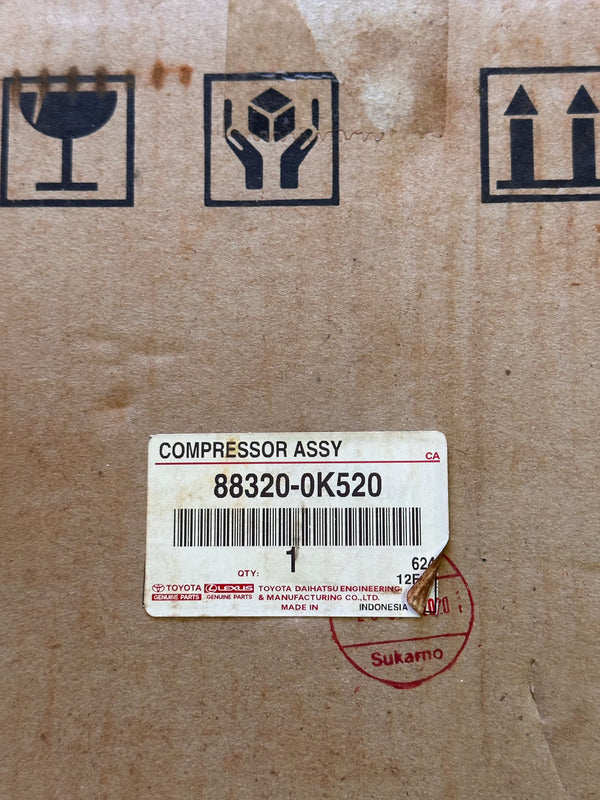 COMPRESSOR ASSY
CA
88320-0K520
QTY: 1
624
TOYOTA LEXUS TOYOTA DAIHATSU ENGINEERING
GENUINE PARTS GENUINE PARTS & MANUFACTURING CO.,LTD.
MADE IN INDONESIA
Sukarno